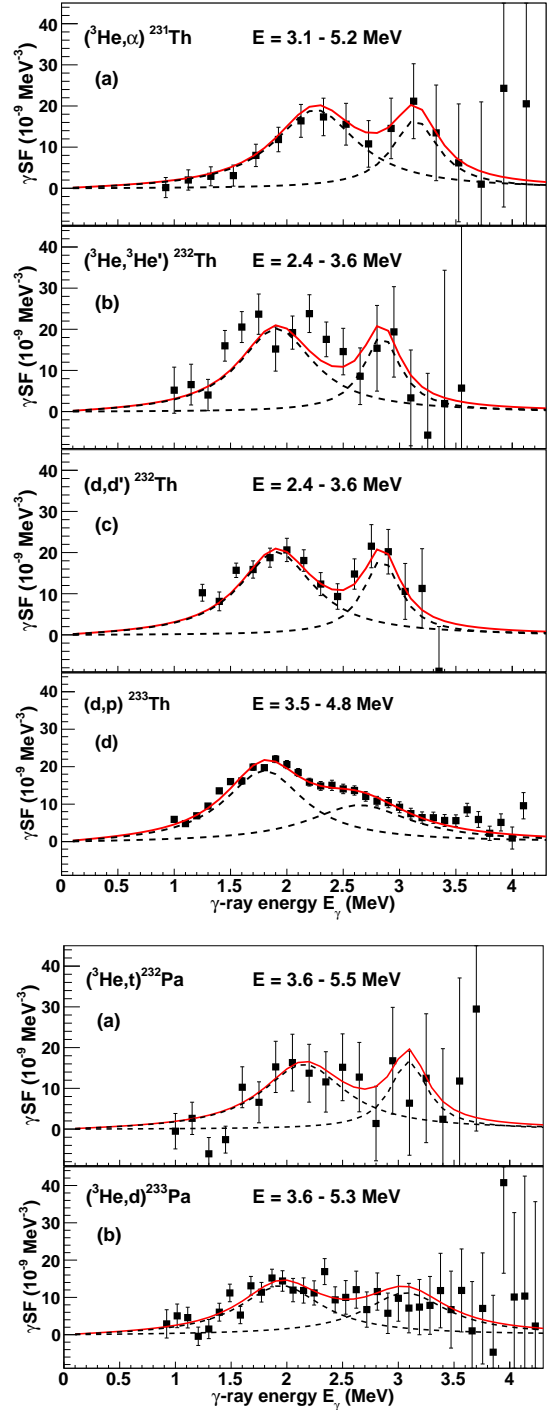 (³He,α) ²³¹Th E = 3.1 - 5.2 MeV
(a)
γSF (10⁻⁹ MeV⁻³)
40
30
20
10
0
(³He,³He') ²³²Th E = 2.4 - 3.6 MeV
(b)
γSF (10⁻⁹ MeV⁻³)
40
30
20
10
0
(d,d') ²³²Th E = 2.4 - 3.6 MeV
(c)
γSF (10⁻⁹ MeV⁻³)
40
30
20
10
0
(d,p) ²³³Th E = 3.5 - 4.8 MeV
(d)
γSF (10⁻⁹ MeV⁻³)
40
30
20
10
0
0 0.5 1 1.5 2 2.5 3 3.5 4
γ-ray energy Eγ (MeV)
(³He,t)²³²Pa E = 3.6 - 5.5 MeV
(a)
γSF (10⁻⁹ MeV⁻³)
40
30
20
10
0
(³He,d)²³³Pa E = 3.6 - 5.3 MeV
(b)
γSF (10⁻⁹ MeV⁻³)
40
30
20
10
0
0 0.5 1 1.5 2 2.5 3 3.5 4
γ-ray energy Eγ (MeV)